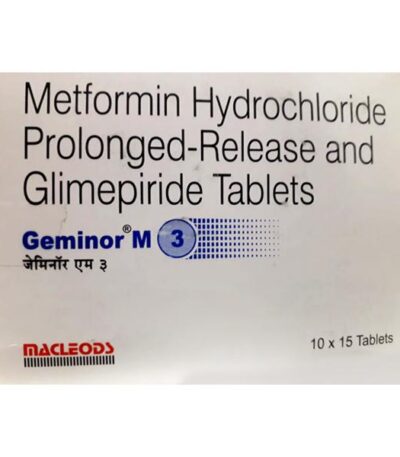 Metformin Hydrochloride
Prolonged-Release and
Glimepiride Tablets
Geminor® M 3
जेमिनॉर एम ३
MACLEODS
10 x 15 Tablets